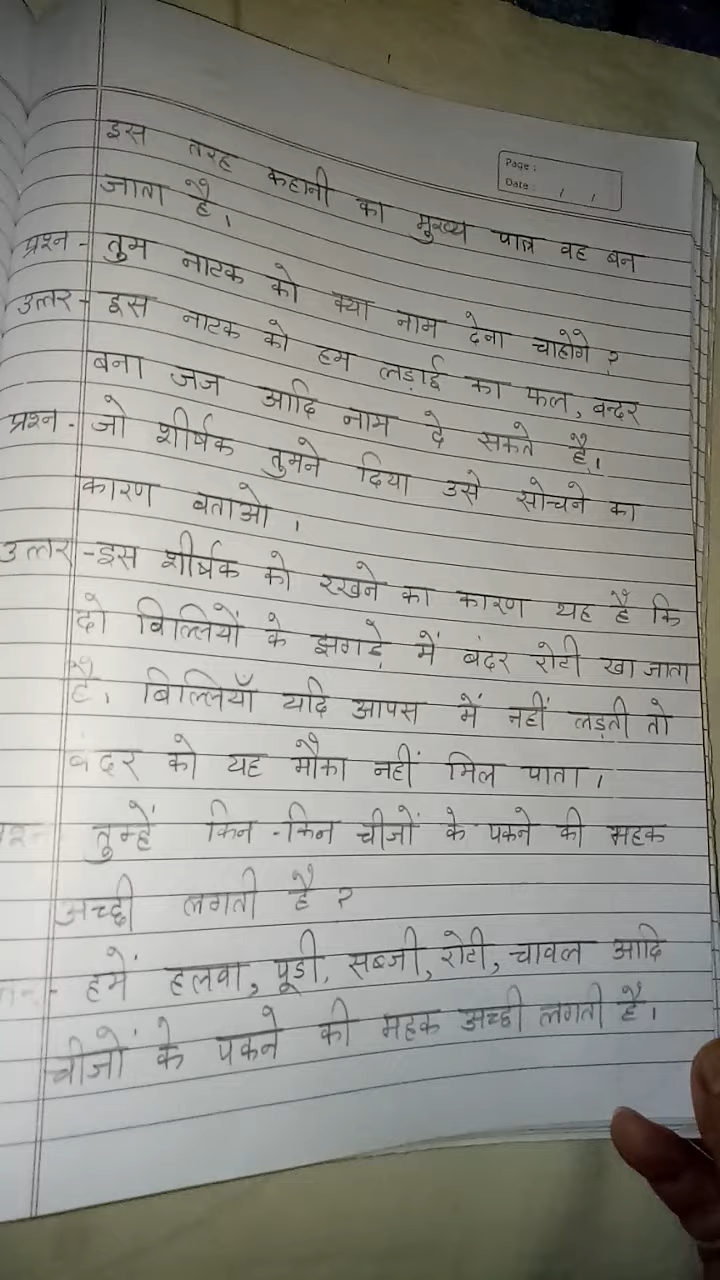 Page :
Date : / /
इस तरह कहानी का मुख्य पात्र वह बन
जाता है।
प्रश्न - तुम नाटक को क्या नाम देना चाहोगे ?
उत्तर - इस नाटक को हम लड़ाई का फल, बन्दर
बना जज आदि नाम दे सकते है।
प्रश्न - जो शीर्षक तुमने दिया उसे सोचने का
कारण बताओ ।
उत्तर - इस शीर्षक को रखने का कारण यह है कि
दो बिल्लियों के झगड़े में बंदर रोटी खा जाता
है। बिल्लियाँ यदि आपस में नहीं लड़ती तो
बंदर को यह मौका नहीं मिल पाता ।
तुम्हें किन - किन चीजों के पकने की महक
अच्छी लगती है ?
हमें हलवा, पूडी, सब्जी, रोटी, चावल आदि
चीजों के पकने की महक अच्छी लगती है।